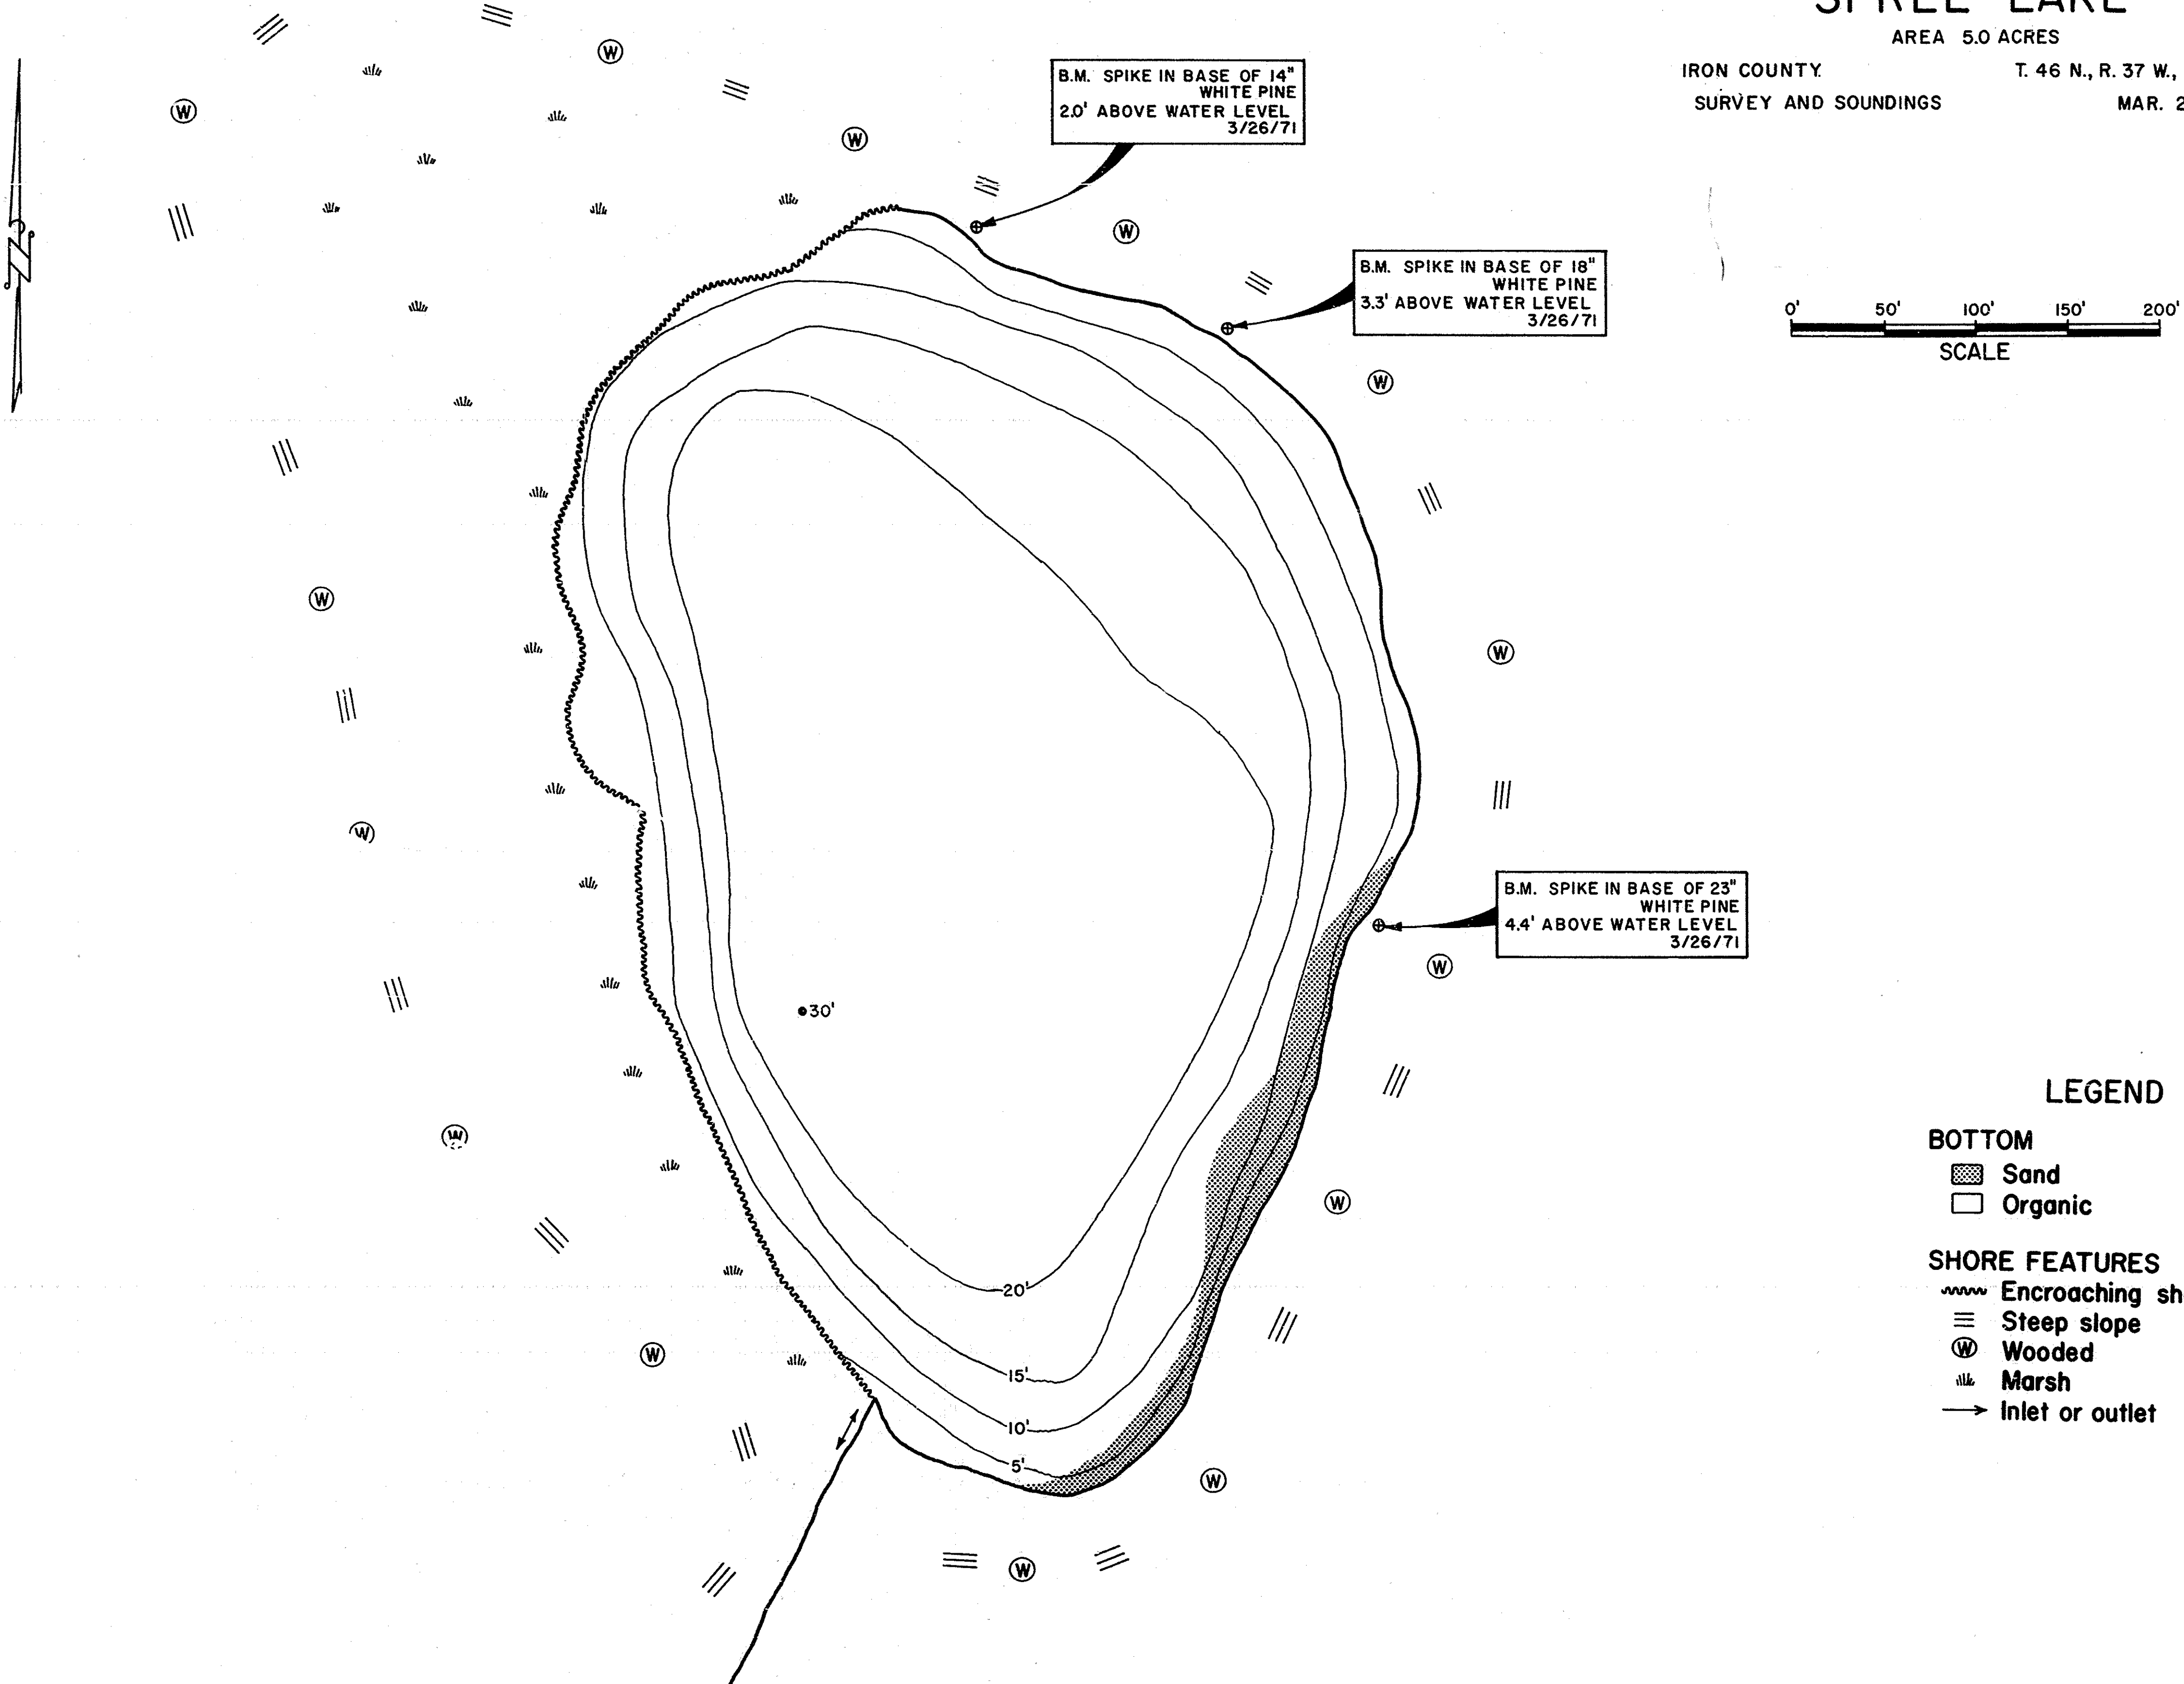 SPREE LAKE
AREA 5.0 ACRES
IRON COUNTY. T. 46 N., R. 37 W.,
SURVEY AND SOUNDINGS MAR. 2
B.M. SPIKE IN BASE OF 14"
WHITE PINE
2.0' ABOVE WATER LEVEL
3/26/71
B.M. SPIKE IN BASE OF 18"
WHITE PINE
3.3' ABOVE WATER LEVEL
3/26/71
N
0' 50' 100' 150' 200'
SCALE
B.M. SPIKE IN BASE OF 23"
WHITE PINE
4.4' ABOVE WATER LEVEL
3/26/71
30'
20'
15'
10'
5'
W
W
W
W
W
W
W
W
W
W
W
W
W
W
LEGEND
BOTTOM
Sand
Organic
SHORE FEATURES
Encroaching sh
Steep slope
W Wooded
Marsh
Inlet or outlet